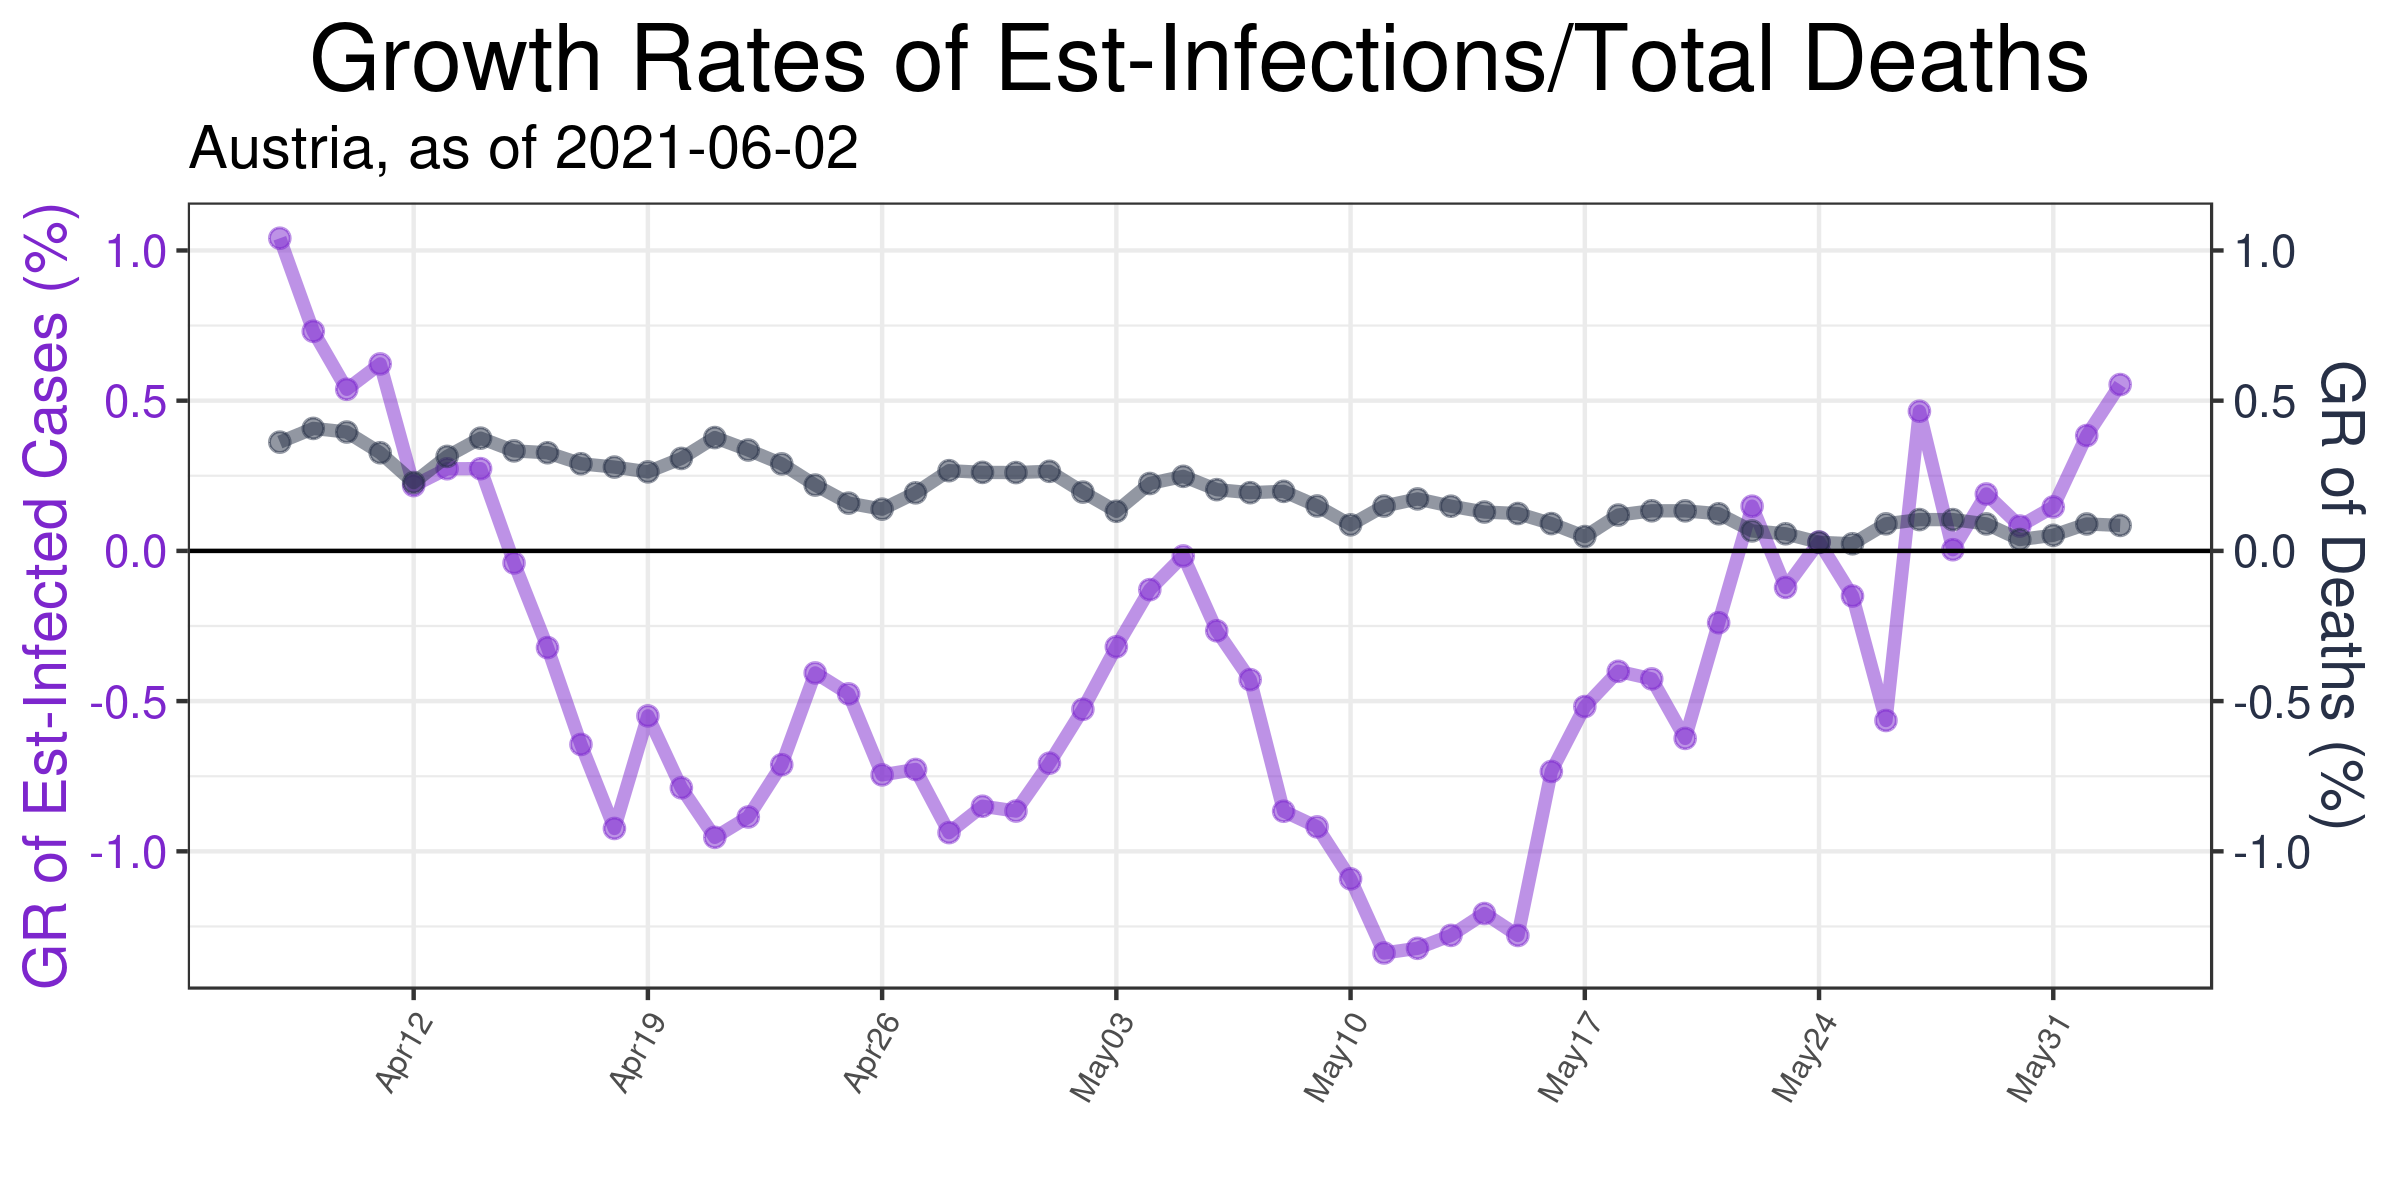 Growth Rates of Est-Infections/Total Deaths
Austria, as of 2021-06-02
GR of Est-Infected Cases (%)
1.0
0.5
0.0
-0.5
-1.0
1.0
0.5
0.0
-0.5
-1.0
GR of Deaths (%)
Apr12
Apr19
Apr26
May03
May10
May17
May24
May31